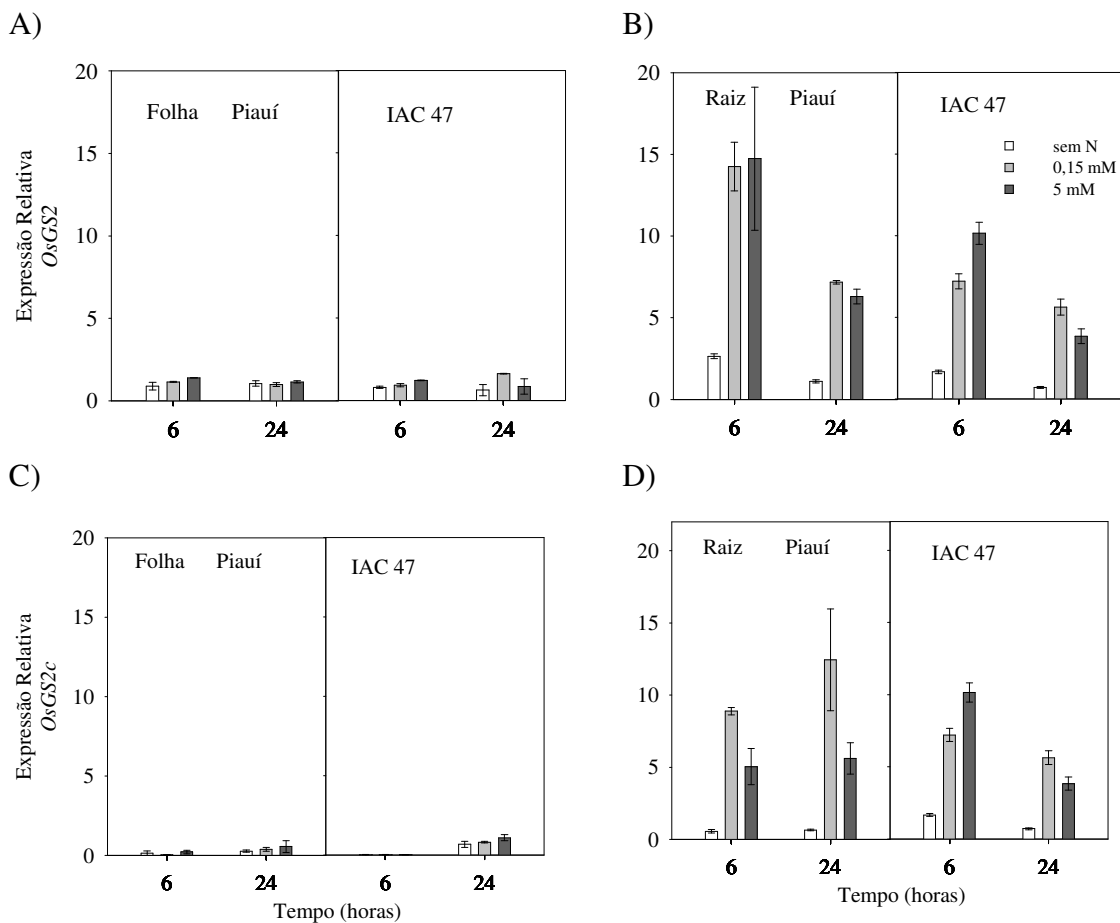 A)
Expressão Relativa
OsGS2
20
15
10
5
0
Folha Piauí
IAC 47
6 24 6 24
B)
20
15
10
5
0
Raiz Piauí
IAC 47
sem N
0,15 mM
5 mM
6 24 6 24
C)
Expressão Relativa
OsGS2c
20
15
10
5
0
Folha Piauí
IAC 47
6 24 6 24
Tempo (horas)
D)
20
15
10
5
0
Raiz Piauí
IAC 47
6 24 6 24
Tempo (horas)